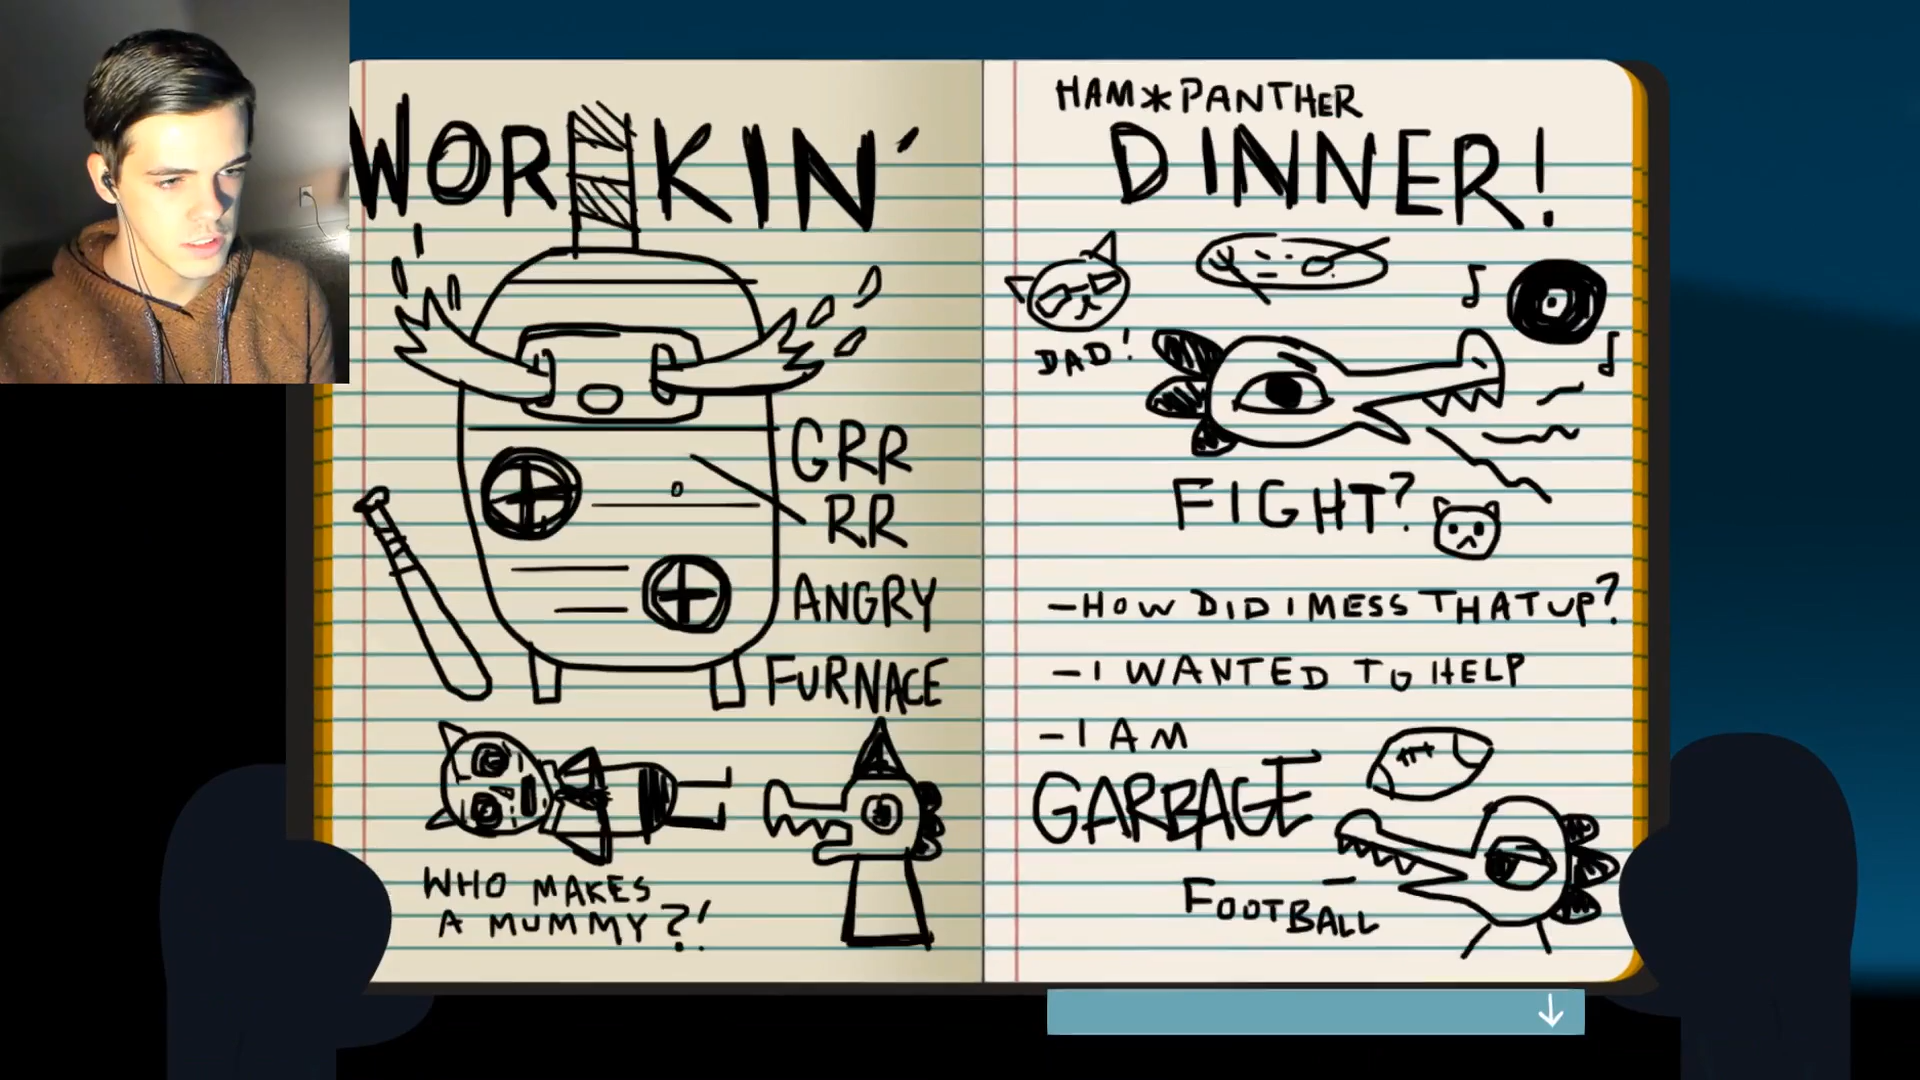 WORKIN'
GRR
RR
ANGRY
FURNACE
WHO MAKES
A MUMMY?!
HAM*PANTHER
DINNER!
DAD!
FIGHT?
-HOW DID I MESS THAT UP?
-I WANTED TO HELP
-I AM
GARBAGE
FOOTBALL